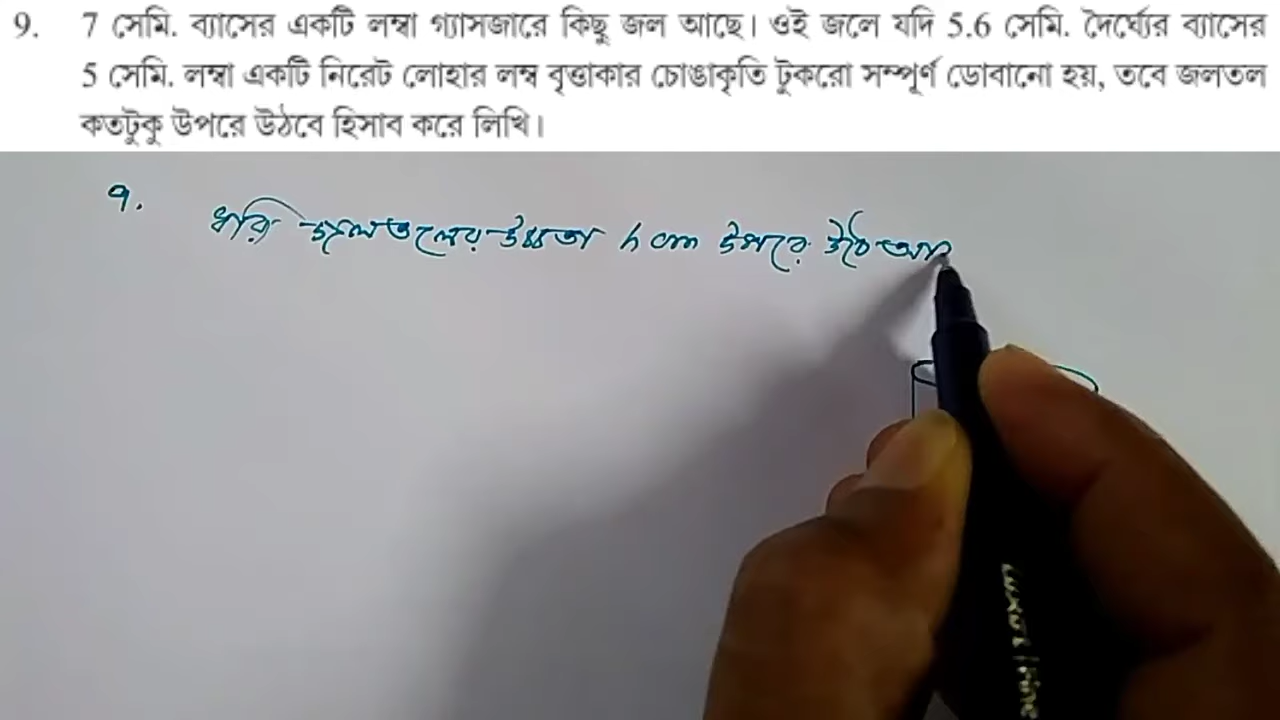 9. 7 সেমি. ব্যাসের একটি লম্বা গ্যাসজারে কিছু জল আছে। ওই জলে যদি 5.6 সেমি. দৈর্ঘ্যের ব্যাসের
5 সেমি. লম্বা একটি নিরেট লোহার লম্ব বৃত্তাকার চোঙাকৃতি টুকরো সম্পূর্ণ ডোবানো হয়, তবে জলতল
কতটুকু উপরে উঠবে হিসাব করে লিখি।
9. ধরি জলতলের উচ্চতা h cm উপরে উঠে